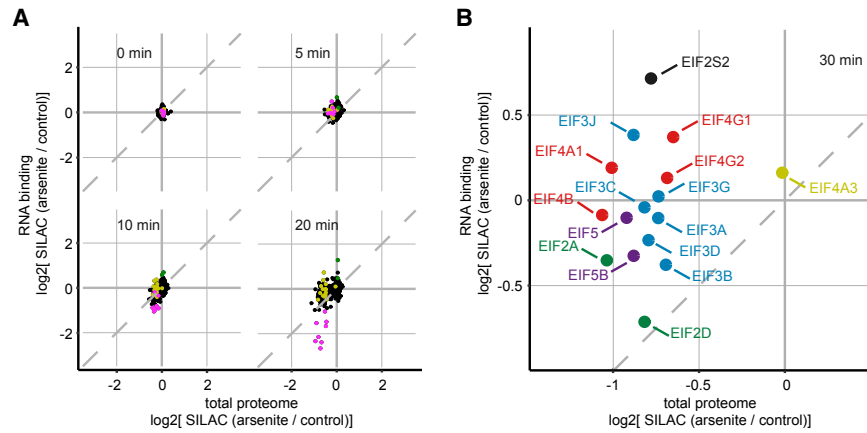 A
RNA binding
log2[ SILAC (arsenite / control)]
0 min
5 min
2
0
-2
10 min
20 min
2
0
-2
-2
0
2
-2
0
2
total proteome
log2[ SILAC (arsenite / control)]
B
RNA binding
log2[ SILAC (arsenite / control)]
30 min
EIF2S2
0.5
EIF3J
EIF4G1
EIF4A1
EIF4G2
EIF4A3
EIF3C
EIF3G
EIF4B
0
EIF5
EIF3A
EIF2A
EIF3D
EIF5B
EIF3B
-0.5
EIF2D
-1
-0.5
0
total proteome
log2[ SILAC (arsenite / control)]